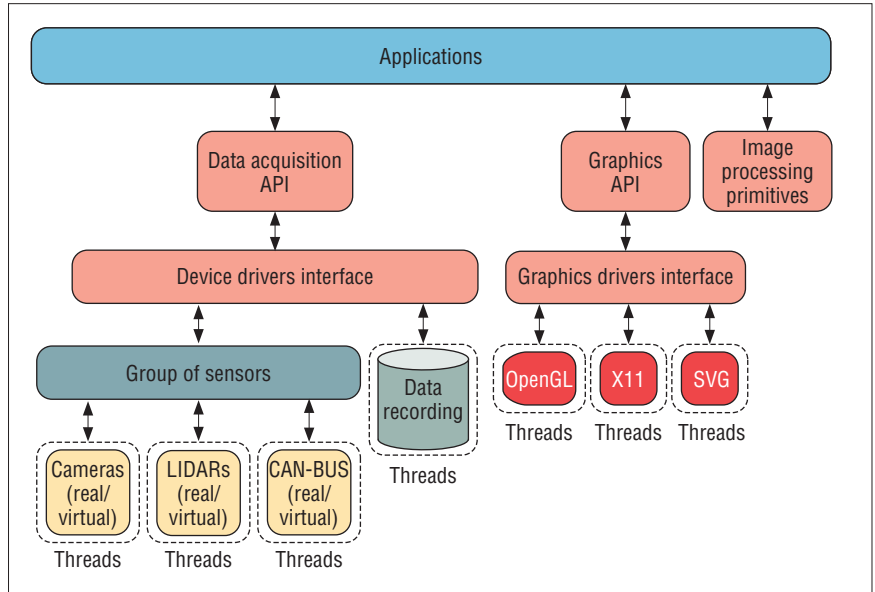 Applications
Data acquisition
API
Graphics
API
Image
processing
primitives
Device drivers interface
Graphics drivers interface
Group of sensors
Data
recording
OpenGL
X11
SVG
Threads
Threads
Threads
Threads
Cameras
(real/
virtual)
LIDARs
(real/
virtual)
CAN-BUS
(real/
virtual)
Threads
Threads
Threads